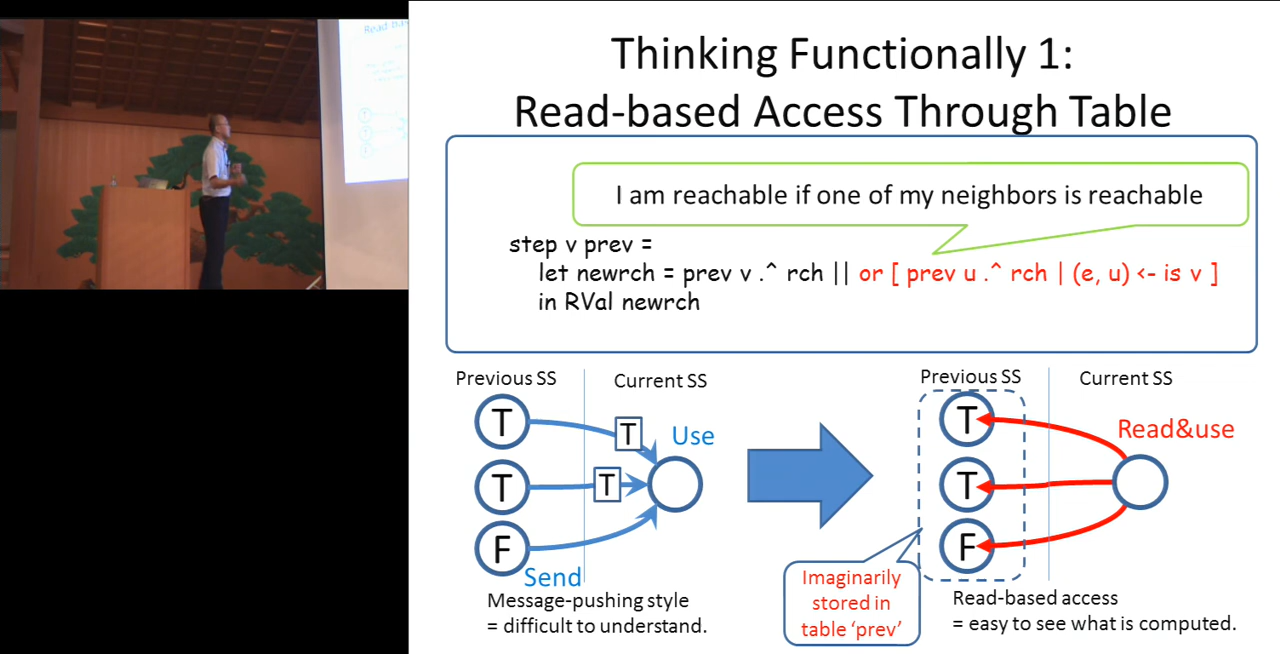 Thinking Functionally 1:
Read-based Access Through Table
I am reachable if one of my neighbors is reachable
step v prev =
let newrch = prev v .^ rch || or [ prev u .^ rch | (e, u) <- is v ]
in RVal newrch
Previous SS
Current SS
T
T
Use
T
T
F
Send
Message-pushing style
= difficult to understand.
Previous SS
Current SS
T
Read&use
T
F
Imaginarily
stored in
table ‘prev’
Read-based access
= easy to see what is computed.